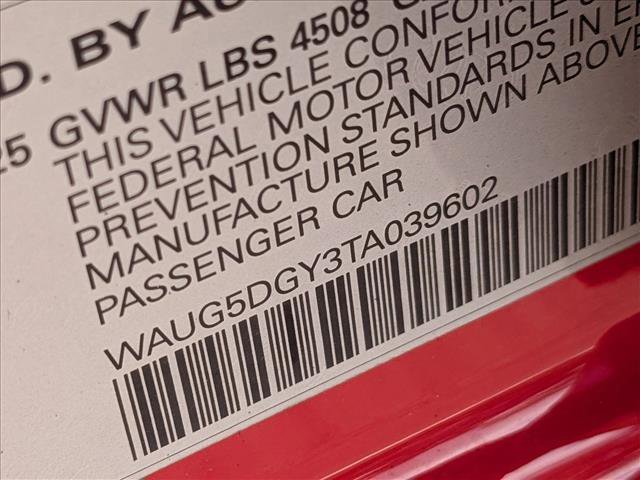 D. BY AU
25 GVWR LBS 4508
THIS VEHICLE CONFOR
FEDERAL MOTOR VEHICLE
PREVENTION STANDARDS IN E
MANUFACTURE SHOWN ABOVE
PASSENGER CAR
WAUG5DGY3TA039602